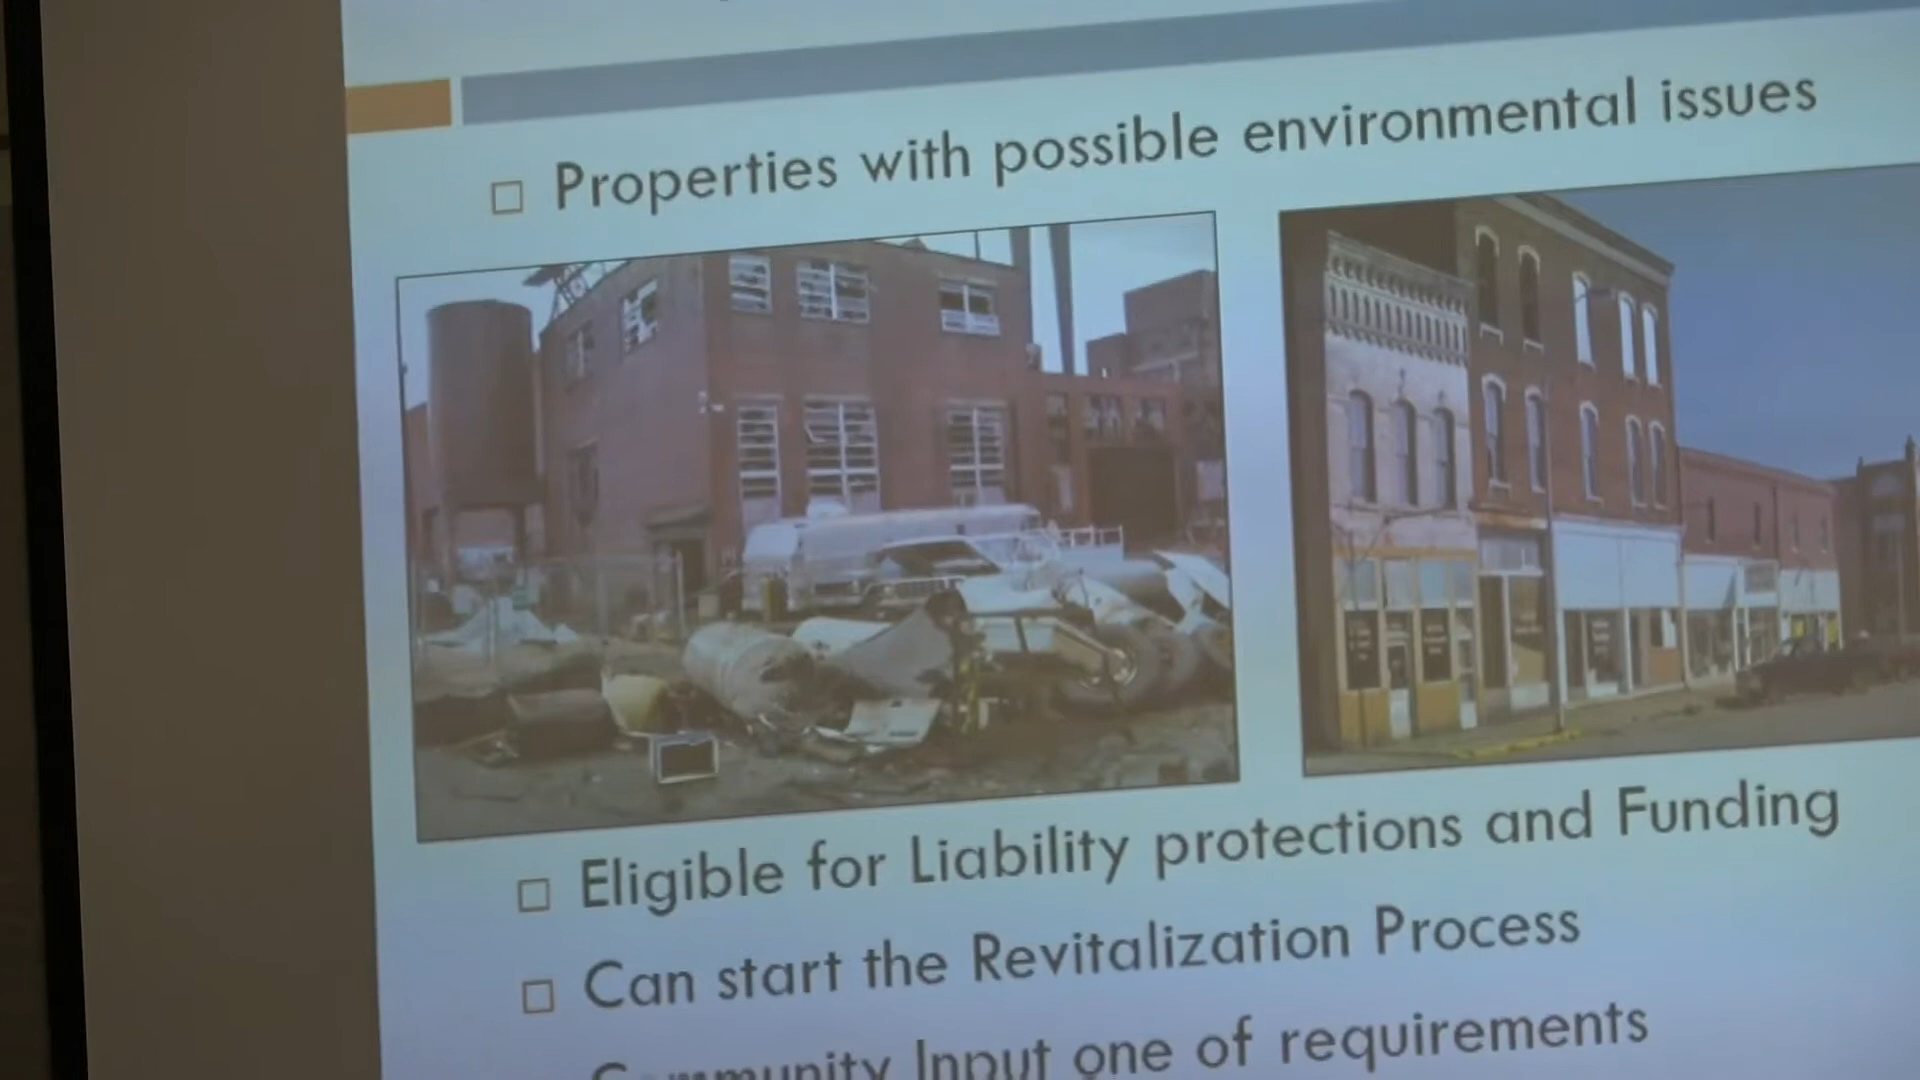 Properties with possible environmental issues
Eligible for Liability protections and Funding
Can start the Revitalization Process
Community Input one of requirements